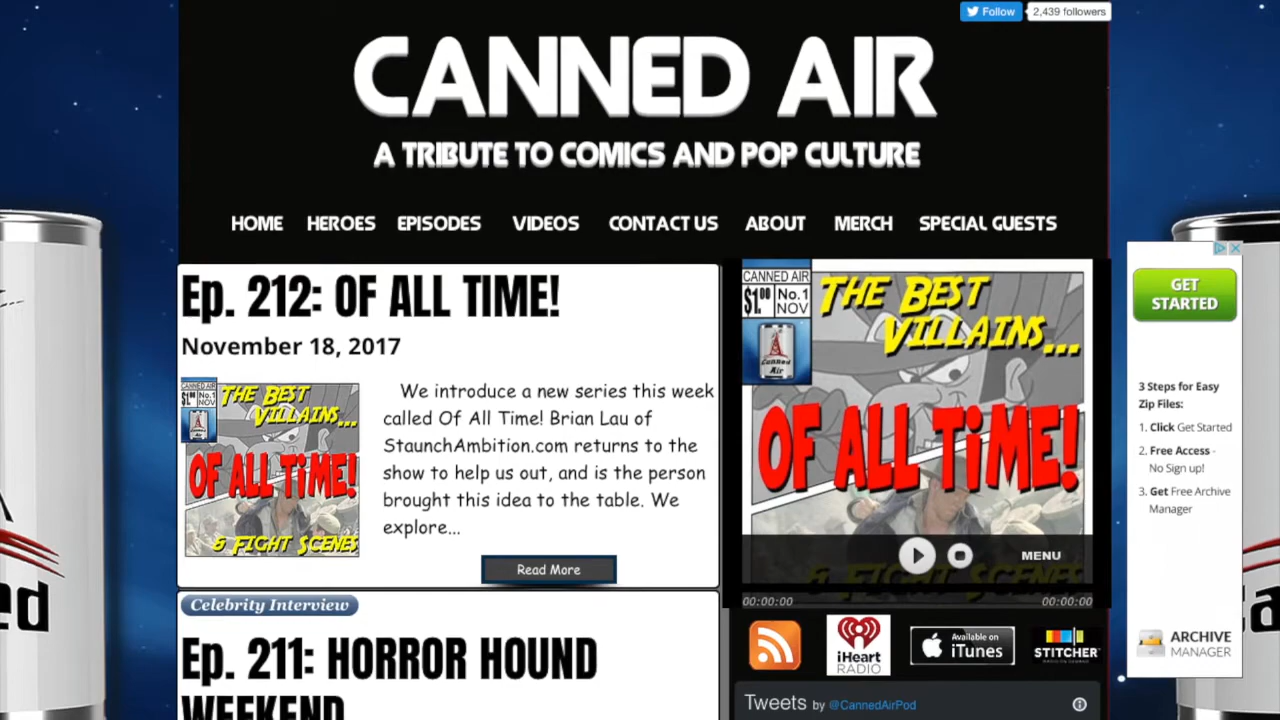 Follow
2,439 followers
CANNED AIR
A TRIBUTE TO COMICS AND POP CULTURE
HOME HEROES EPISODES VIDEOS CONTACT US ABOUT MERCH SPECIAL GUESTS
Ep. 212: OF ALL TIME!
November 18, 2017
CANNED AIR
$1.00 No.1
NOV
THE BEST
VILLAINS...
OF ALL TIME!
& FIGHT SCENES
We introduce a new series this week
called Of All Time! Brian Lau of
StaunchAmbition.com returns to the
show to help us out, and is the person
brought this idea to the table. We
explore...
Read More
Celebrity Interview
Ep. 211: HORROR HOUND
WEEKEND
CANNED AIR
$1.00 No.1
NOV
Canned
Air
THE BEST
VILLAINS...
OF ALL TIME!
& FIGHT SCENES
MENU
00:00:00 00:00:00
iHeart
RADIO
Available on
iTunes
STITCHER
Tweets by @CannedAirPod
GET
STARTED
3 Steps for Easy
Zip Files:
1. Click Get Started
2. Free Access -
No Sign up!
3. Get Free Archive
Manager
ARCHIVE
MANAGER